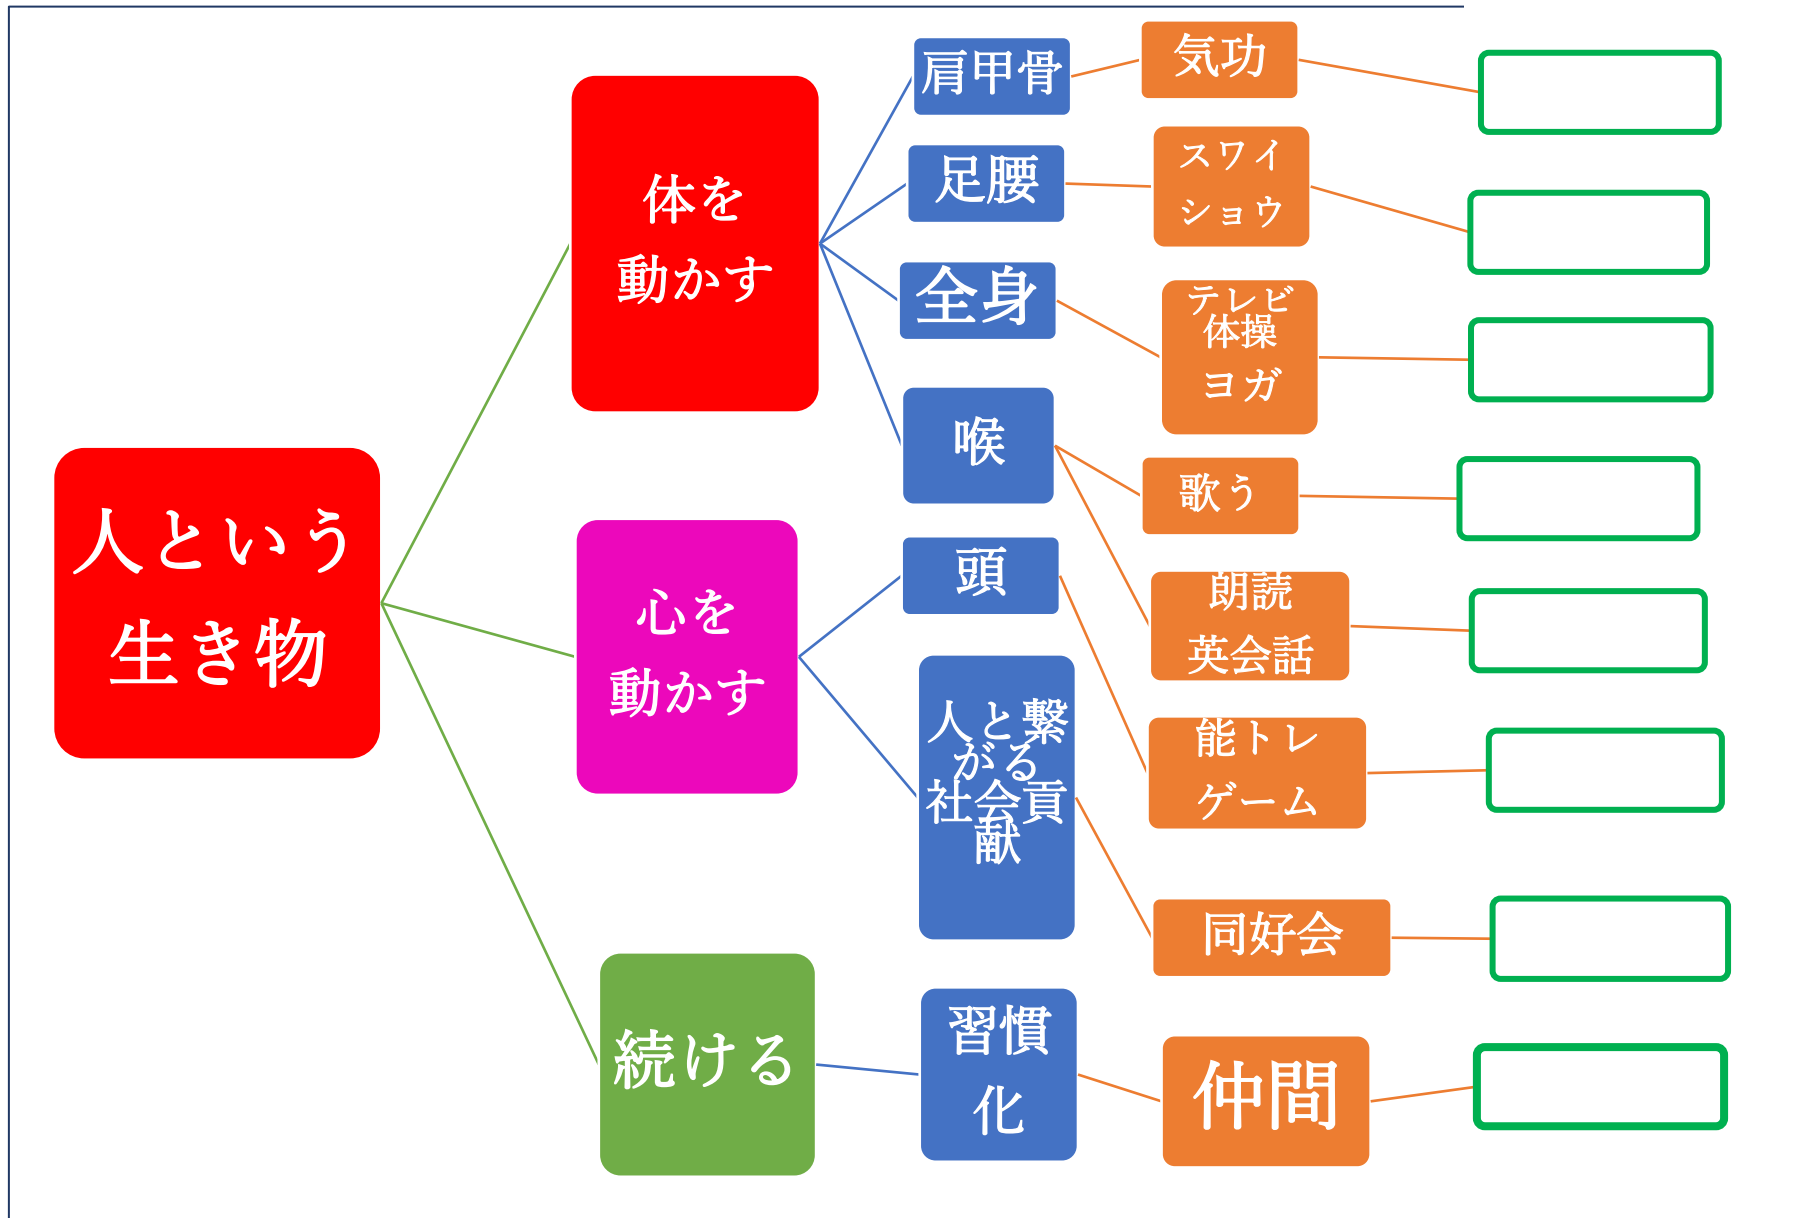 人という
生き物
体を
動かす
心を
動かす
続ける
肩甲骨
足腰
全身
喉
頭
人と繋
がる
社会貢
献
習慣
化
気功
スワイ
ショウ
テレビ
体操
ヨガ
歌う
朗読
英会話
能トレ
ゲーム
同好会
仲間